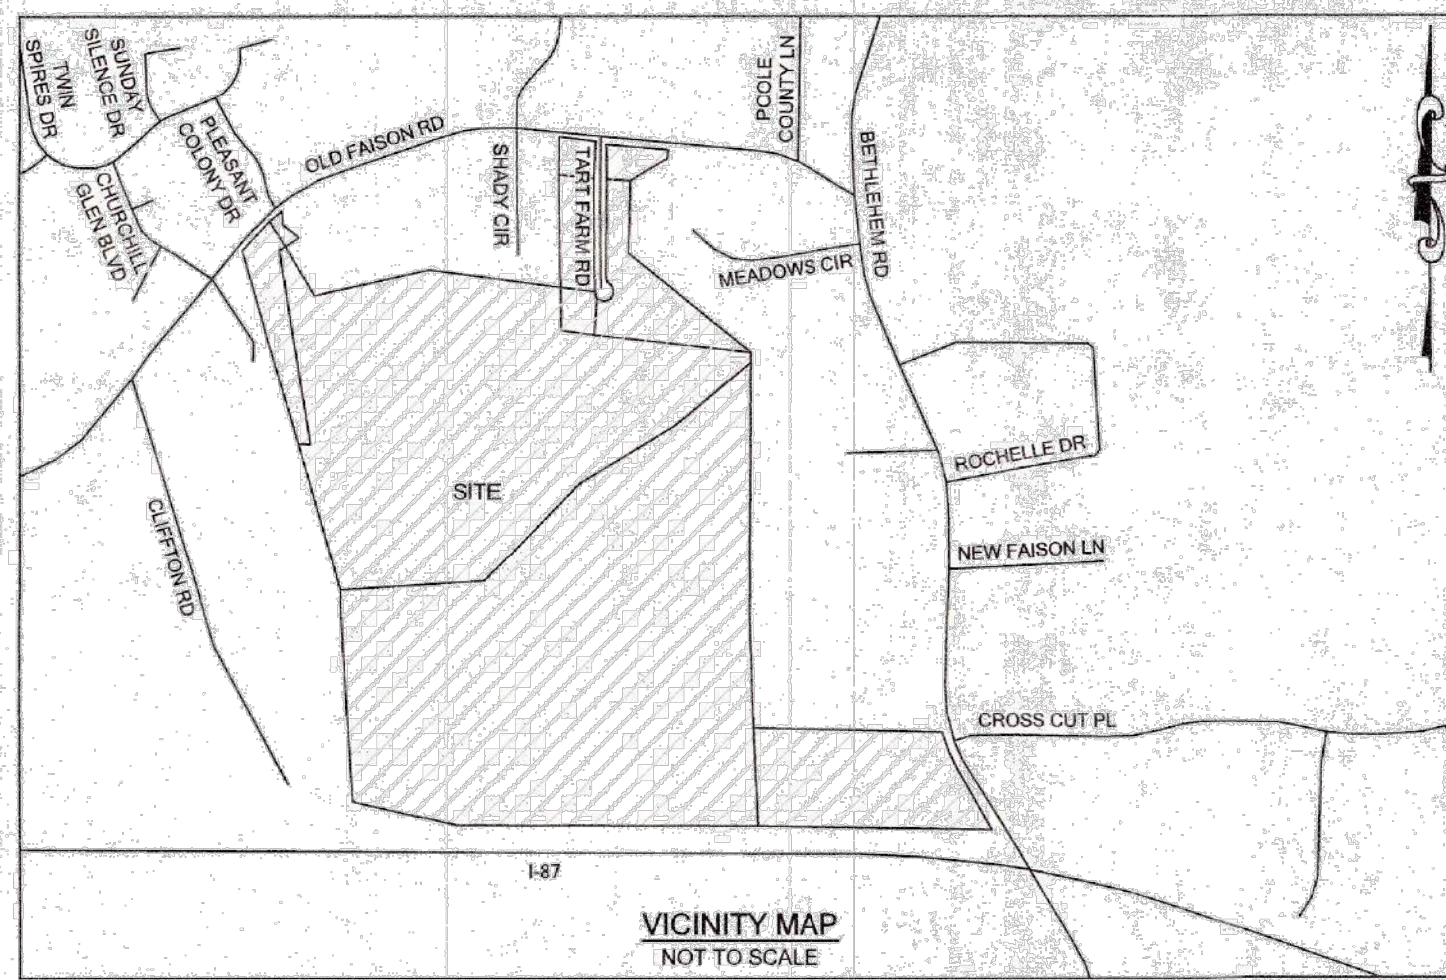 TWIN
SPIRES DR
SUNDAY
SILENCE DR
PLEASANT
COLONY DR
CHURCHILL
GLEN BLVD
OLD FAISON RD
SHADY CIR
TART FARM RD
POOLE
COUNTY LN
BETHLEHEM RD
MEADOWS CIR
ROCHELLE DR
SITE
CLIFFTON RD
NEW FAISON LN
CROSS CUT PL
I-87
VICINITY MAP
NOT TO SCALE